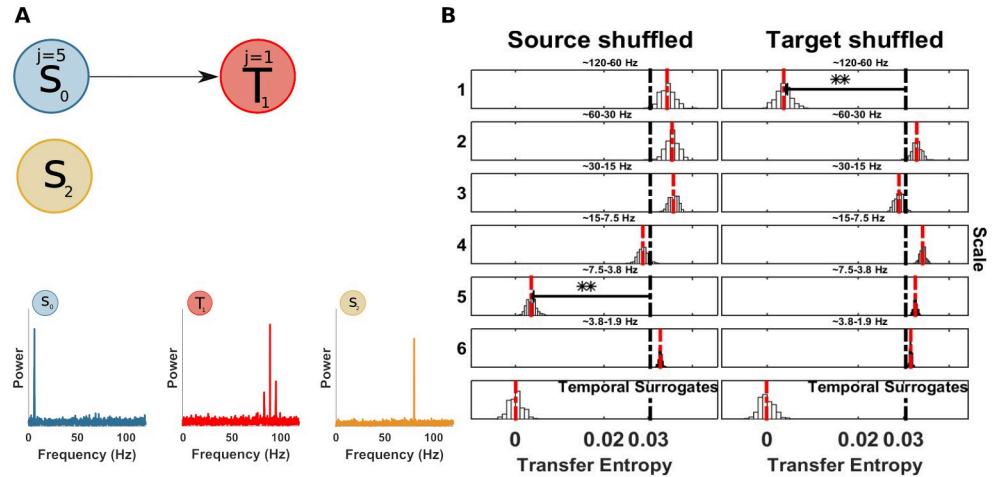 A
j=5
S0
j=1
T1
S2
S0
T1
S2
Power
Power
Power
0 50 100
0 50 100
0 50 100
Frequency (Hz)
Frequency (Hz)
Frequency (Hz)
B
Source shuffled
Target shuffled
1
~120-60 Hz
**
~120-60 Hz
2
~60-30 Hz
~60-30 Hz
3
~30-15 Hz
~30-15 Hz
4
~15-7.5 Hz
~15-7.5 Hz
5
~7.5-3.8 Hz
**
~7.5-3.8 Hz
6
~3.8-1.9 Hz
~3.8-1.9 Hz
Scale
Temporal Surrogates
Temporal Surrogates
0 0.02 0.03
0 0.02 0.03
Transfer Entropy
Transfer Entropy